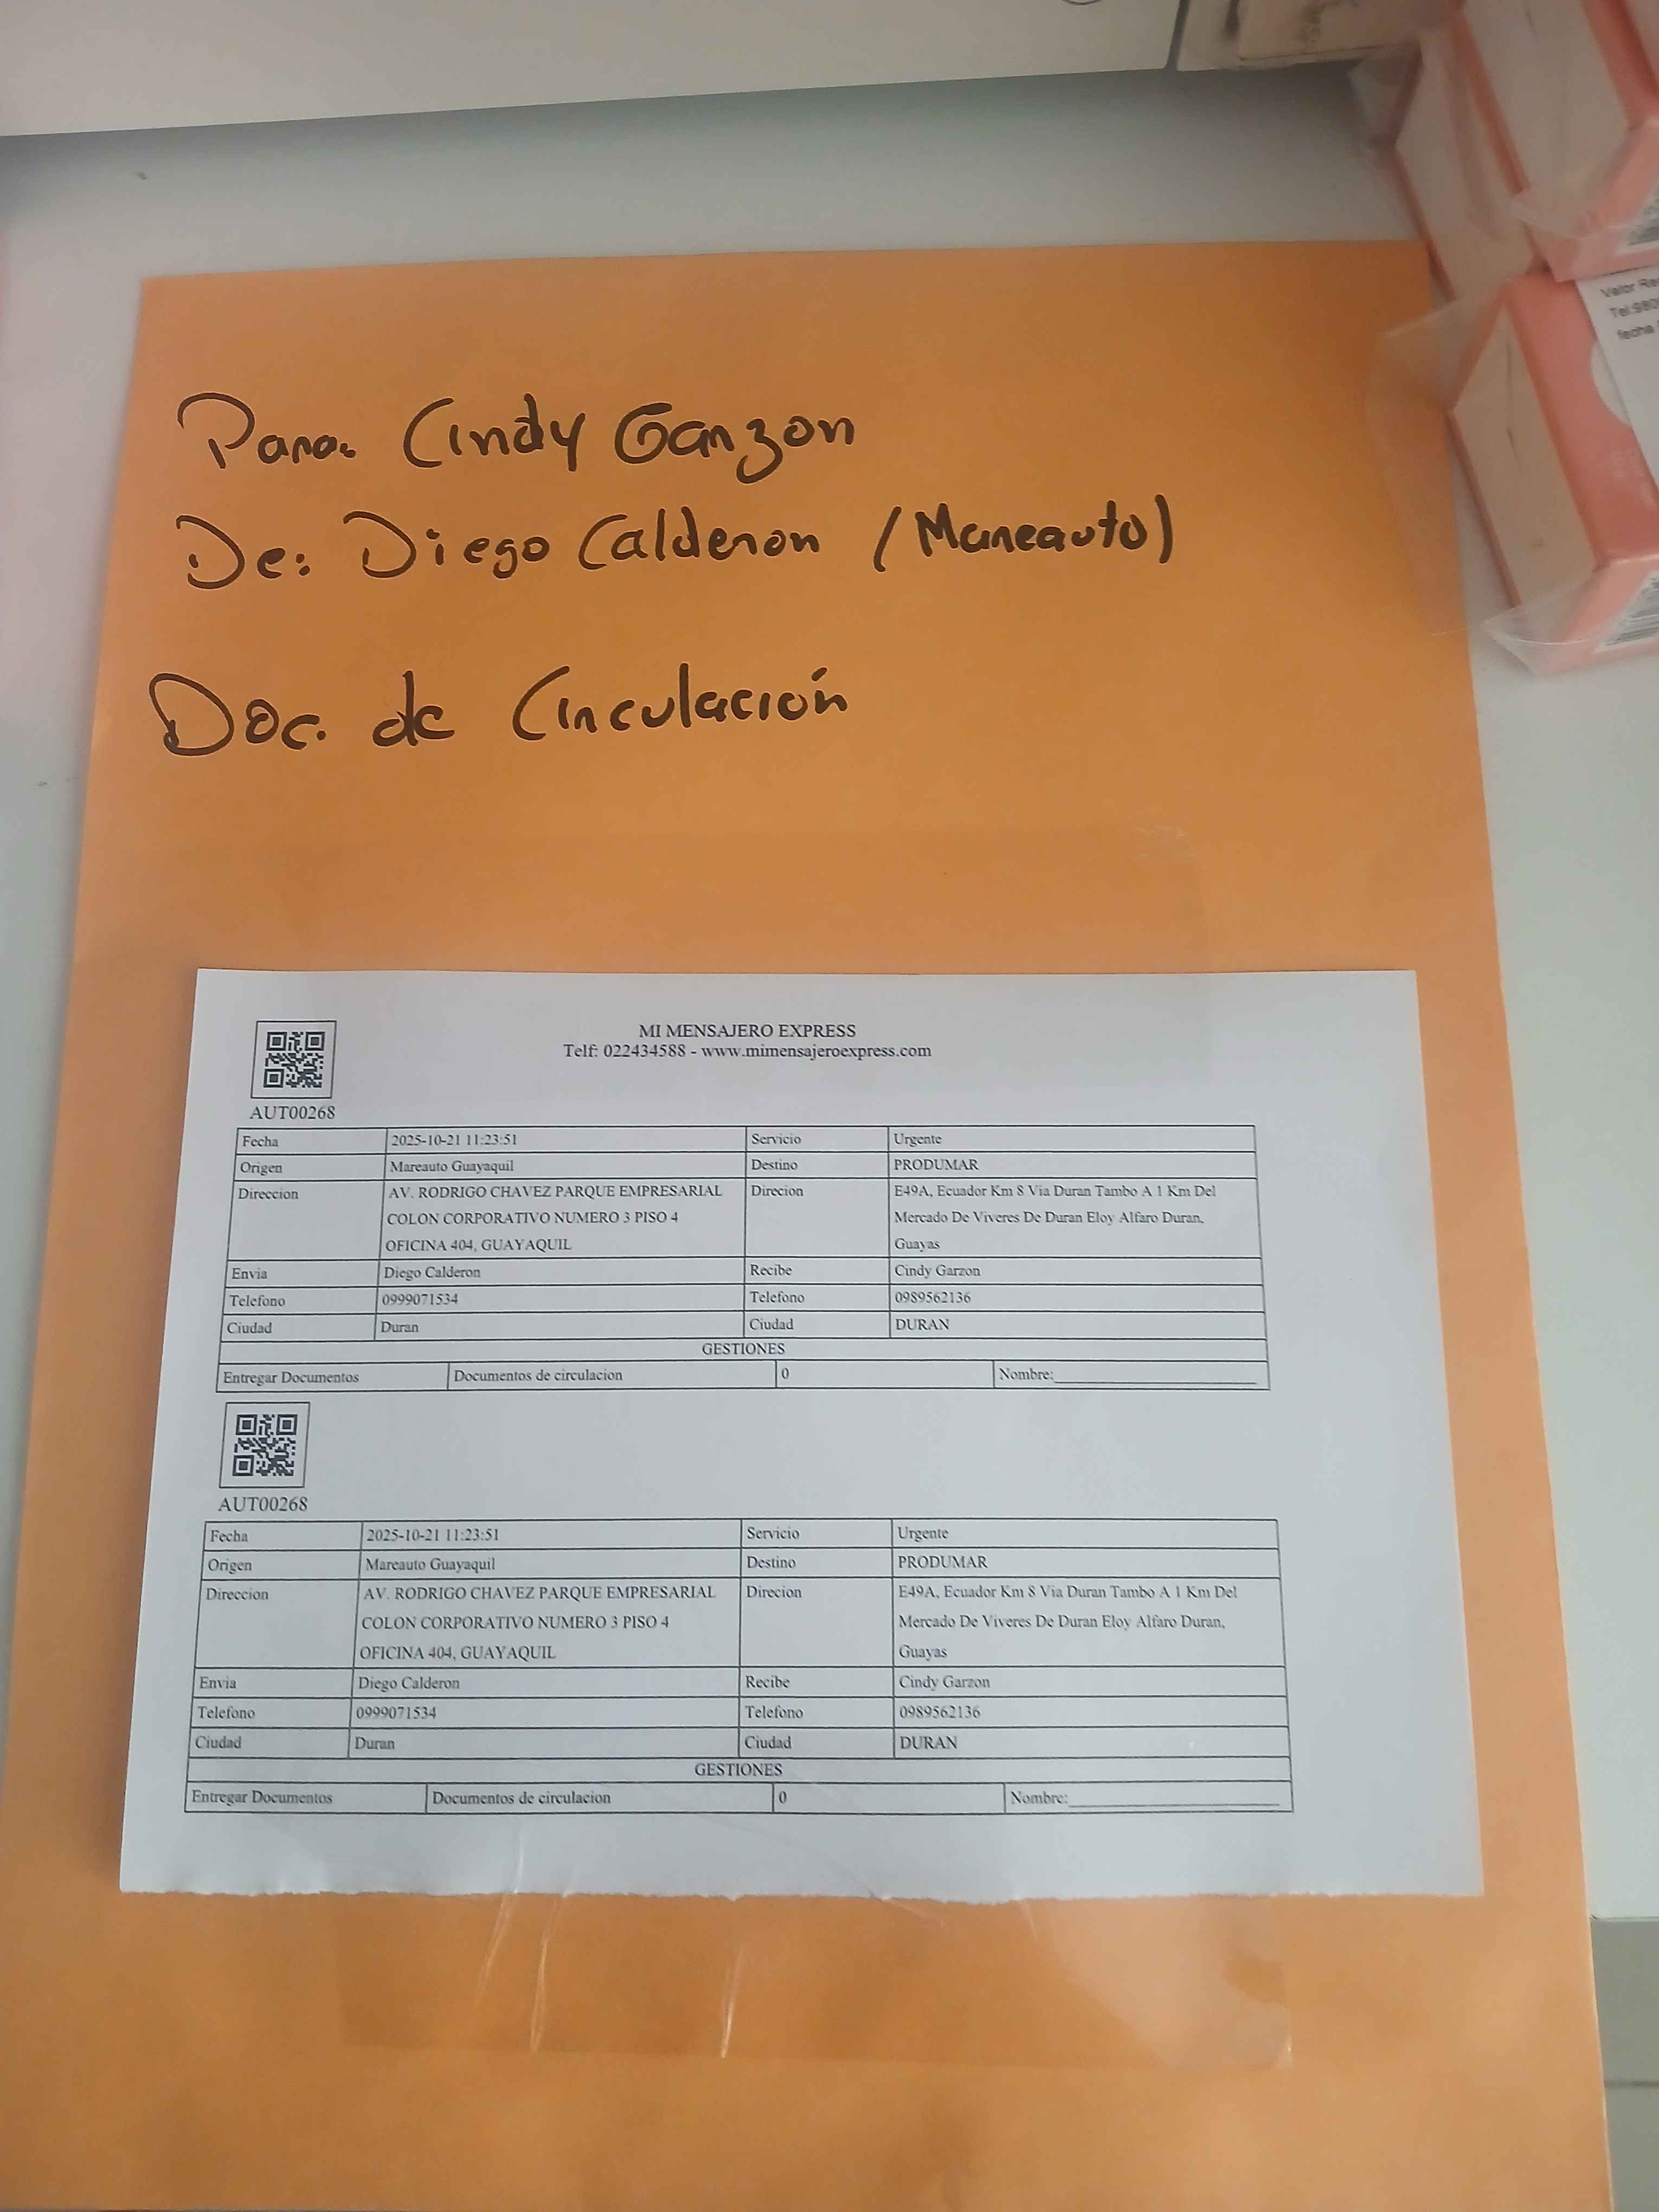 Para: Cindy Garzon
De: Diego Calderon (Mareauto)
Doc. de Circulación
MI MENSAJERO EXPRESS
Telf: 022434588 - www.mimensajeroexpress.com
AUT00268
Fecha 2025-10-21 11:23:51 Servicio Urgente
Origen Mareauto Guayaquil Destino PRODUMAR
Direccion AV. RODRIGO CHAVEZ PARQUE EMPRESARIAL Direcion E49A, Ecuador Km 8 Via Duran Tambo A 1 Km Del
COLON CORPORATIVO NUMERO 3 PISO 4 Mercado De Viveres De Duran Eloy Alfaro Duran,
OFICINA 404, GUAYAQUIL Guayas
Envia Diego Calderon Recibe Cindy Garzon
Telefono 0999071534 Telefono 0989562136
Ciudad Duran Ciudad DURAN
GESTIONES
Entregar Documentos Documentos de circulacion 0 Nombre:
AUT00268
Fecha 2025-10-21 11:23:51 Servicio Urgente
Origen Mareauto Guayaquil Destino PRODUMAR
Direccion AV. RODRIGO CHAVEZ PARQUE EMPRESARIAL Direcion E49A, Ecuador Km 8 Via Duran Tambo A 1 Km Del
COLON CORPORATIVO NUMERO 3 PISO 4 Mercado De Viveres De Duran Eloy Alfaro Duran,
OFICINA 404, GUAYAQUIL Guayas
Envia Diego Calderon Recibe Cindy Garzon
Telefono 0999071534 Telefono 0989562136
Ciudad Duran Ciudad DURAN
GESTIONES
Entregar Documentos Documentos de circulacion 0 Nombre:
Valor
fecha